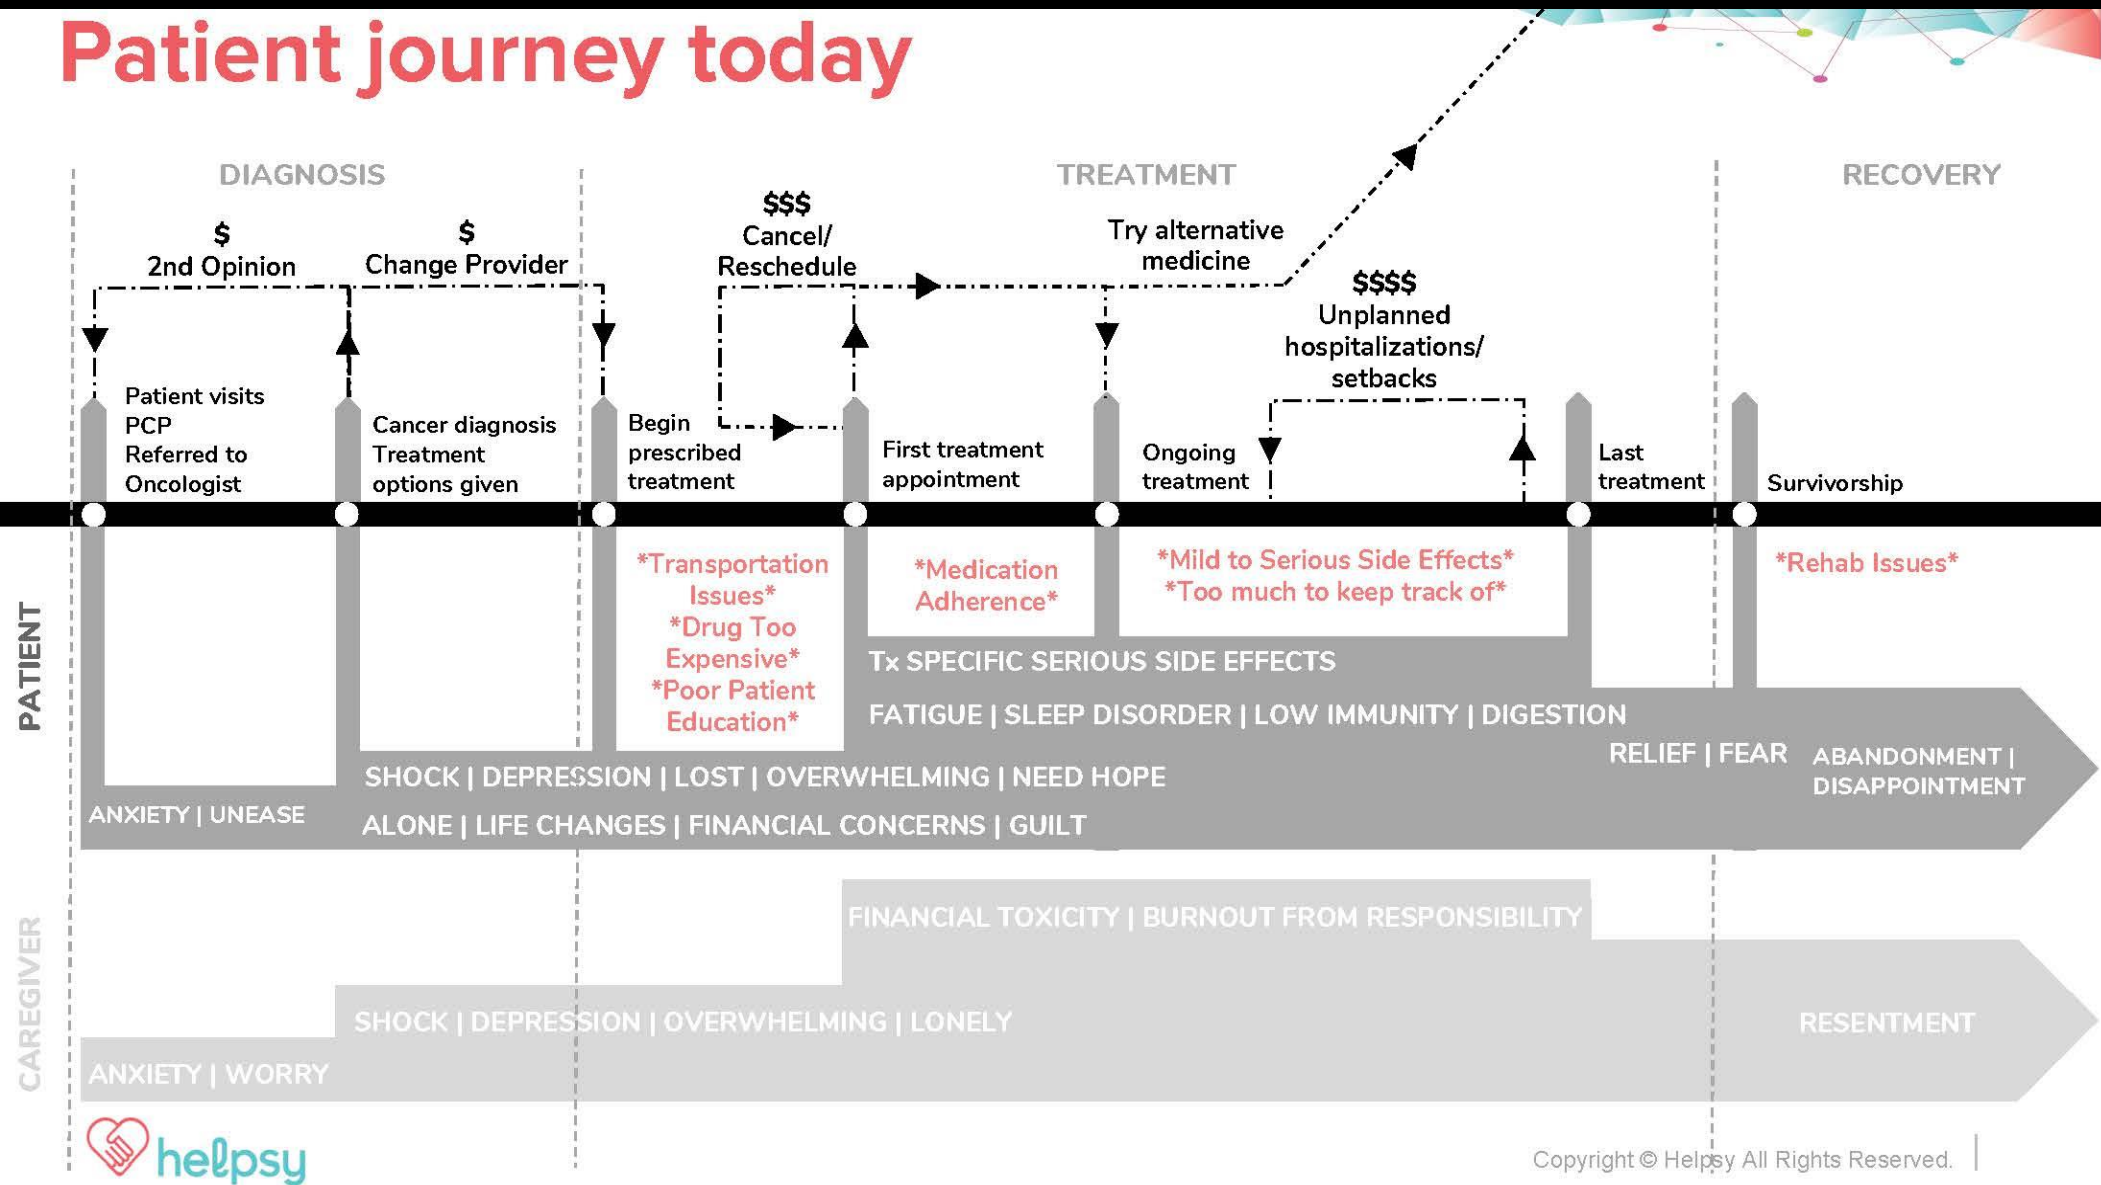 Patient journey today
DIAGNOSIS
TREATMENT
RECOVERY
$
2nd Opinion
$
Change Provider
$$$
Cancel/
Reschedule
Try alternative
medicine
$$$$
Unplanned
hospitalizations/
setbacks
Patient visits
PCP
Referred to
Oncologist
Cancer diagnosis
Treatment
options given
Begin
prescribed
treatment
First treatment
appointment
Ongoing
treatment
Last
treatment
Survivorship
PATIENT
*Transportation
Issues*
*Drug Too
Expensive*
*Poor Patient
Education*
*Medication
Adherence*
*Mild to Serious Side Effects*
*Too much to keep track of*
*Rehab Issues*
Tx SPECIFIC SERIOUS SIDE EFFECTS
FATIGUE | SLEEP DISORDER | LOW IMMUNITY | DIGESTION
RELIEF | FEAR
ABANDONMENT |
DISAPPOINTMENT
SHOCK | DEPRESSION | LOST | OVERWHELMING | NEED HOPE
ANXIETY | UNEASE
ALONE | LIFE CHANGES | FINANCIAL CONCERNS | GUILT
CAREGIVER
FINANCIAL TOXICITY | BURNOUT FROM RESPONSIBILITY
SHOCK | DEPRESSION | OVERWHELMING | LONELY
RESENTMENT
ANXIETY | WORRY
helpsy
Copyright © Helpsy All Rights Reserved.